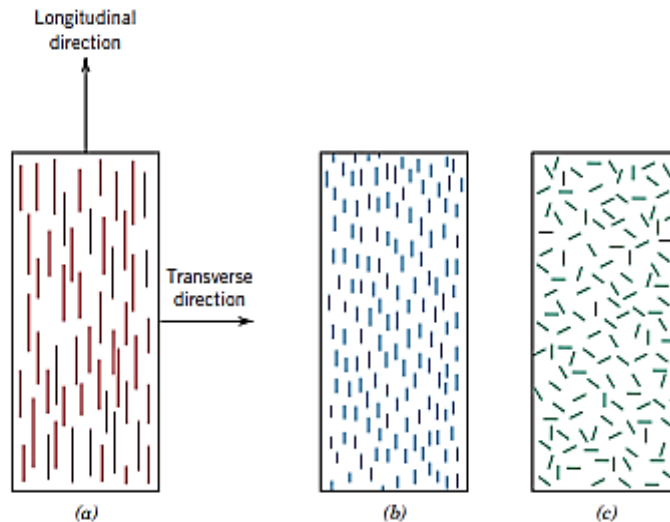 Longitudinal
direction
Transverse
direction
(a)
(b)
(c)